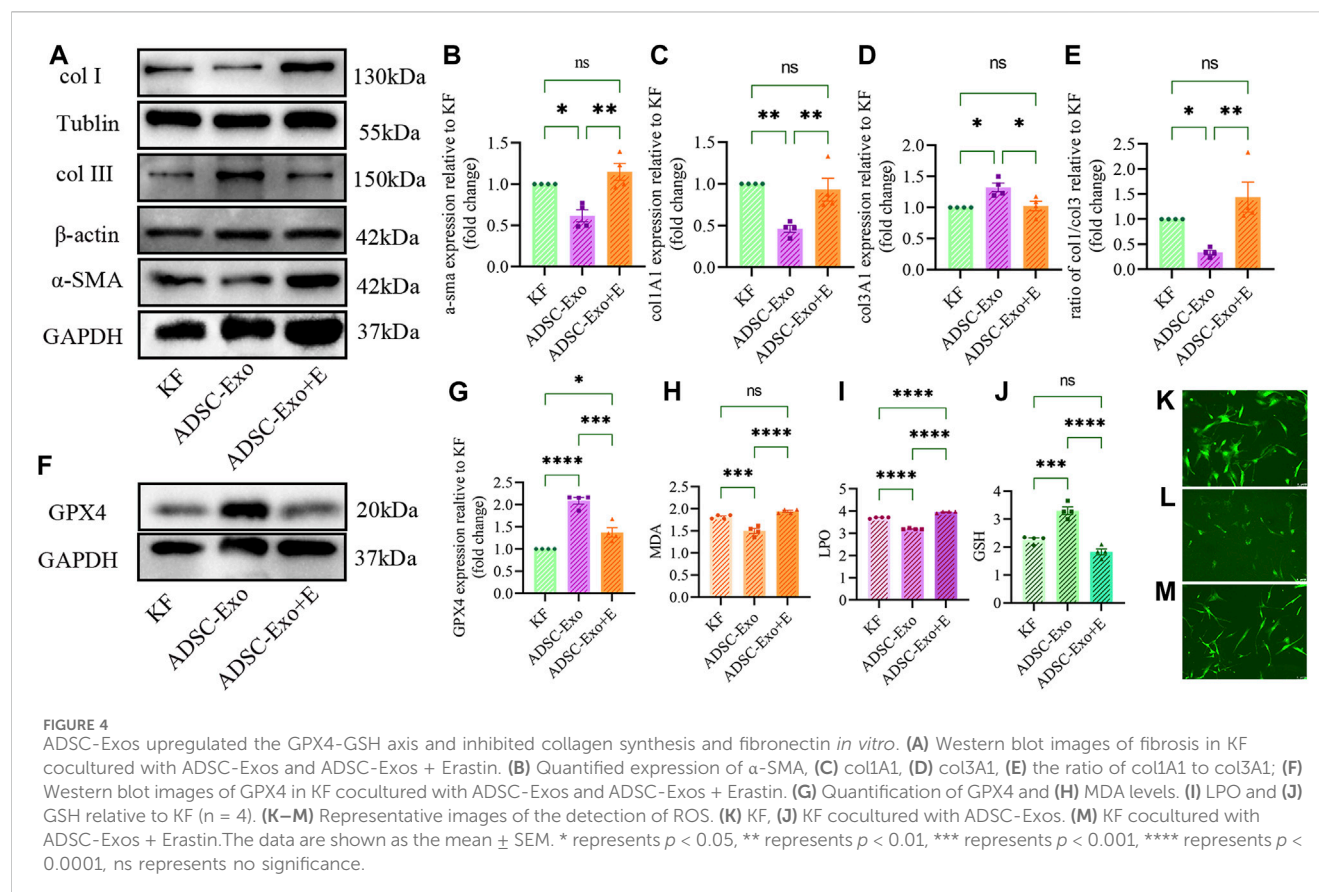 A
col I
130kDa
Tublin
55kDa
col III
150kDa
β-actin
42kDa
α-SMA
42kDa
GAPDH
37kDa
KF
ADSC-Exo
ADSC-Exo+E
B
ns
*
**
a-sma expression relative to KF
(fold change)
1.5
1.0
0.5
0.0
KF
ADSC-Exo
ADSC-Exo+E
C
ns
**
**
col1A1 expression relative to KF
(fold change)
1.5
1.0
0.5
0.0
KF
ADSC-Exo
ADSC-Exo+E
D
ns
*
*
col3A1 expression relative to KF
(fold change)
2.0
1.5
1.0
0.5
0.0
KF
ADSC-Exo
ADSC-Exo+E
E
ns
*
**
ratio of col1/col3 relative to KF
(fold change)
2.5
2.0
1.5
1.0
0.5
0.0
KF
ADSC-Exo
ADSC-Exo+E
F
GPX4
20kDa
GAPDH
37kDa
KF
ADSC-Exo
ADSC-Exo+E
G
*
***
****
GPX4 expression realtive to KF
(fold change)
2.5
2.0
1.5
1.0
0.5
0.0
KF
ADSC-Exo
ADSC-Exo+E
H
ns
****
***
MDA
2.5
2.0
1.5
1.0
0.5
0.0
KF
ADSC-Exo
ADSC-Exo+E
I
****
****
****
LPO
5
4
3
2
1
0
KF
ADSC-Exo
ADSC-Exo+E
J
ns
****
***
GSH
4
3
2
1
0
KF
ADSC-Exo
ADSC-Exo+E
K
L
M
FIGURE 4
ADSC-Exos upregulated the GPX4-GSH axis and inhibited collagen synthesis and fibronectin in vitro. (A) Western blot images of fibrosis in KF
cocultured with ADSC-Exos and ADSC-Exos + Erastin. (B) Quantified expression of α-SMA, (C) col1A1, (D) col3A1, (E) the ratio of col1A1 to col3A1; (F)
Western blot images of GPX4 in KF cocultured with ADSC-Exos and ADSC-Exos + Erastin. (G) Quantification of GPX4 and (H) MDA levels. (I) LPO and (J)
GSH relative to KF (n = 4). (K–M) Representative images of the detection of ROS. (K) KF, (J) KF cocultured with ADSC-Exos. (M) KF cocultured with
ADSC-Exos + Erastin.The data are shown as the mean ± SEM. * represents p < 0.05, ** represents p < 0.01, *** represents p < 0.001, **** represents p <
0.0001, ns represents no significance.